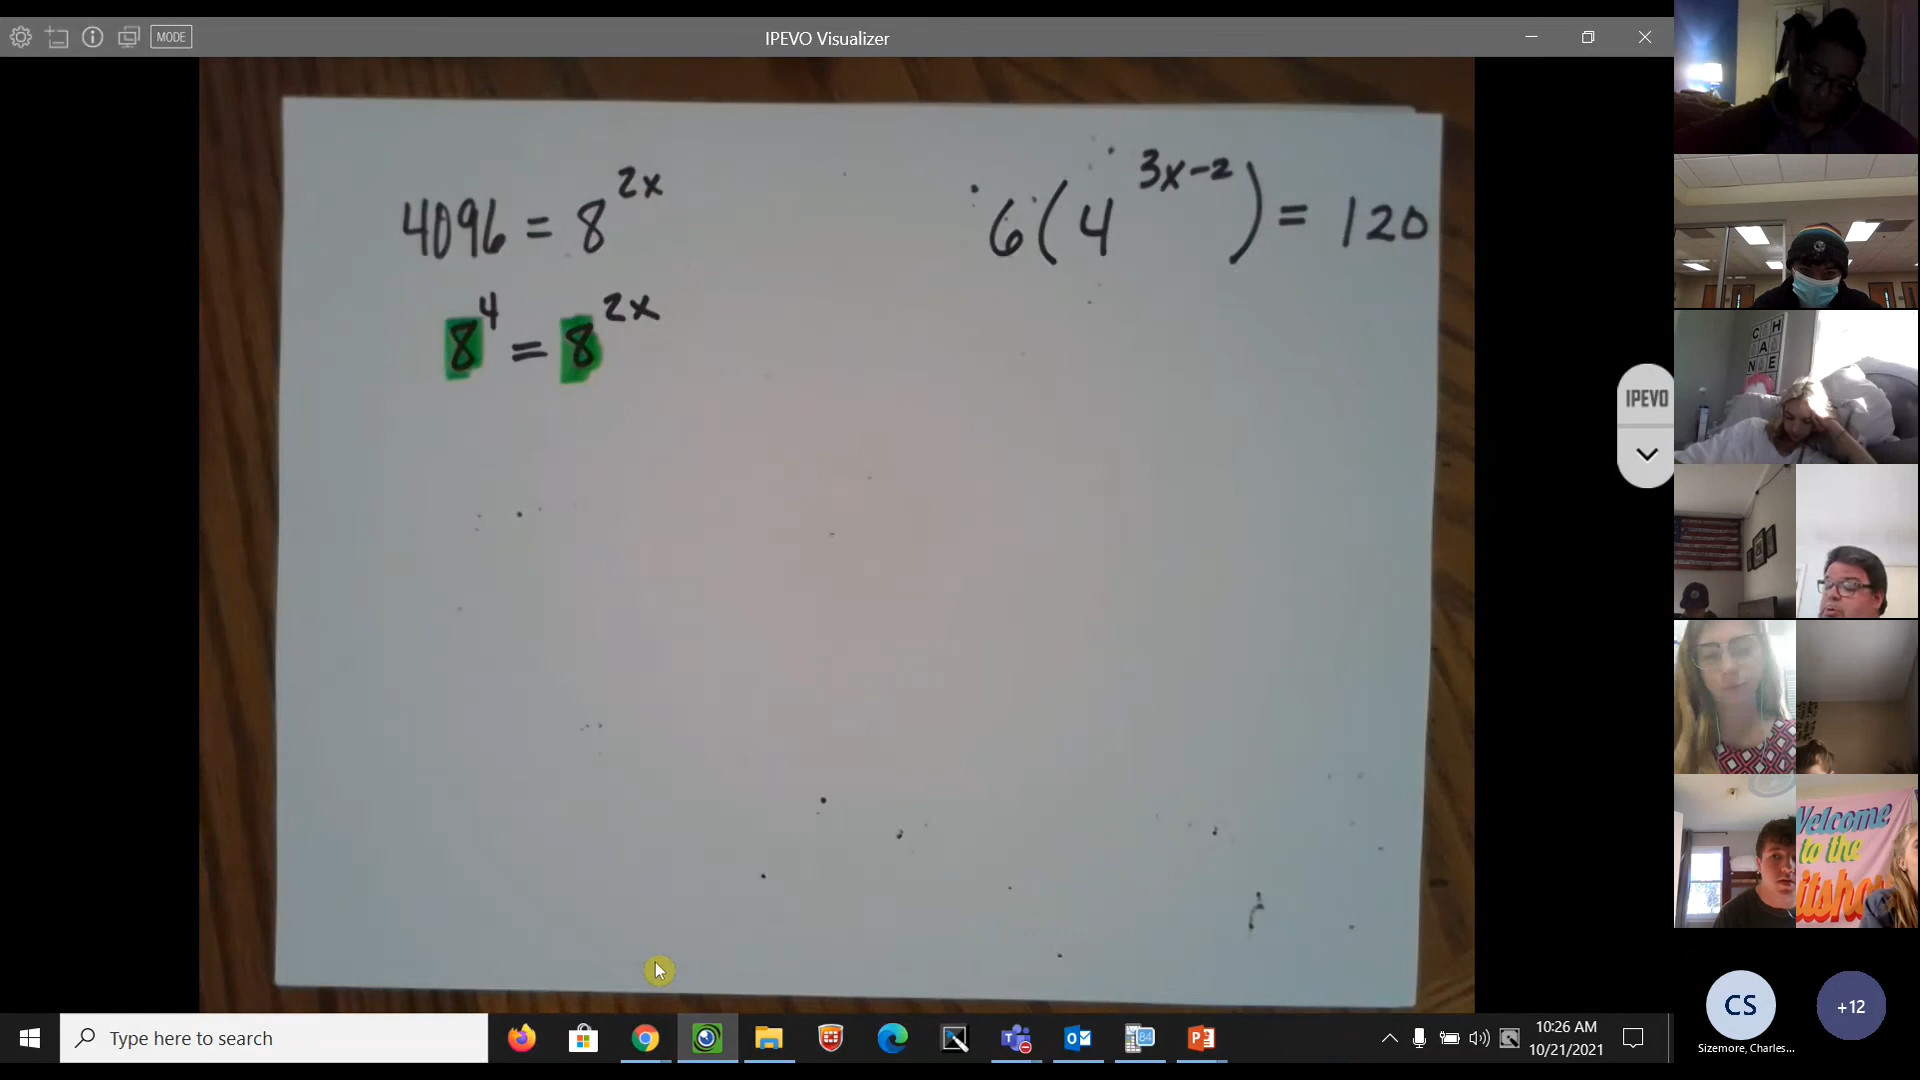 MODE
IPEVO Visualizer
4096 = 8^{2x}
8^4 = 8^{2x}
6(4^{3x-2}) = 120
IPEVO
C H
A
N E
Welcome
to the
CS
+12
Sizemore, Charles...
Type here to search
84
10:26 AM
10/21/2021